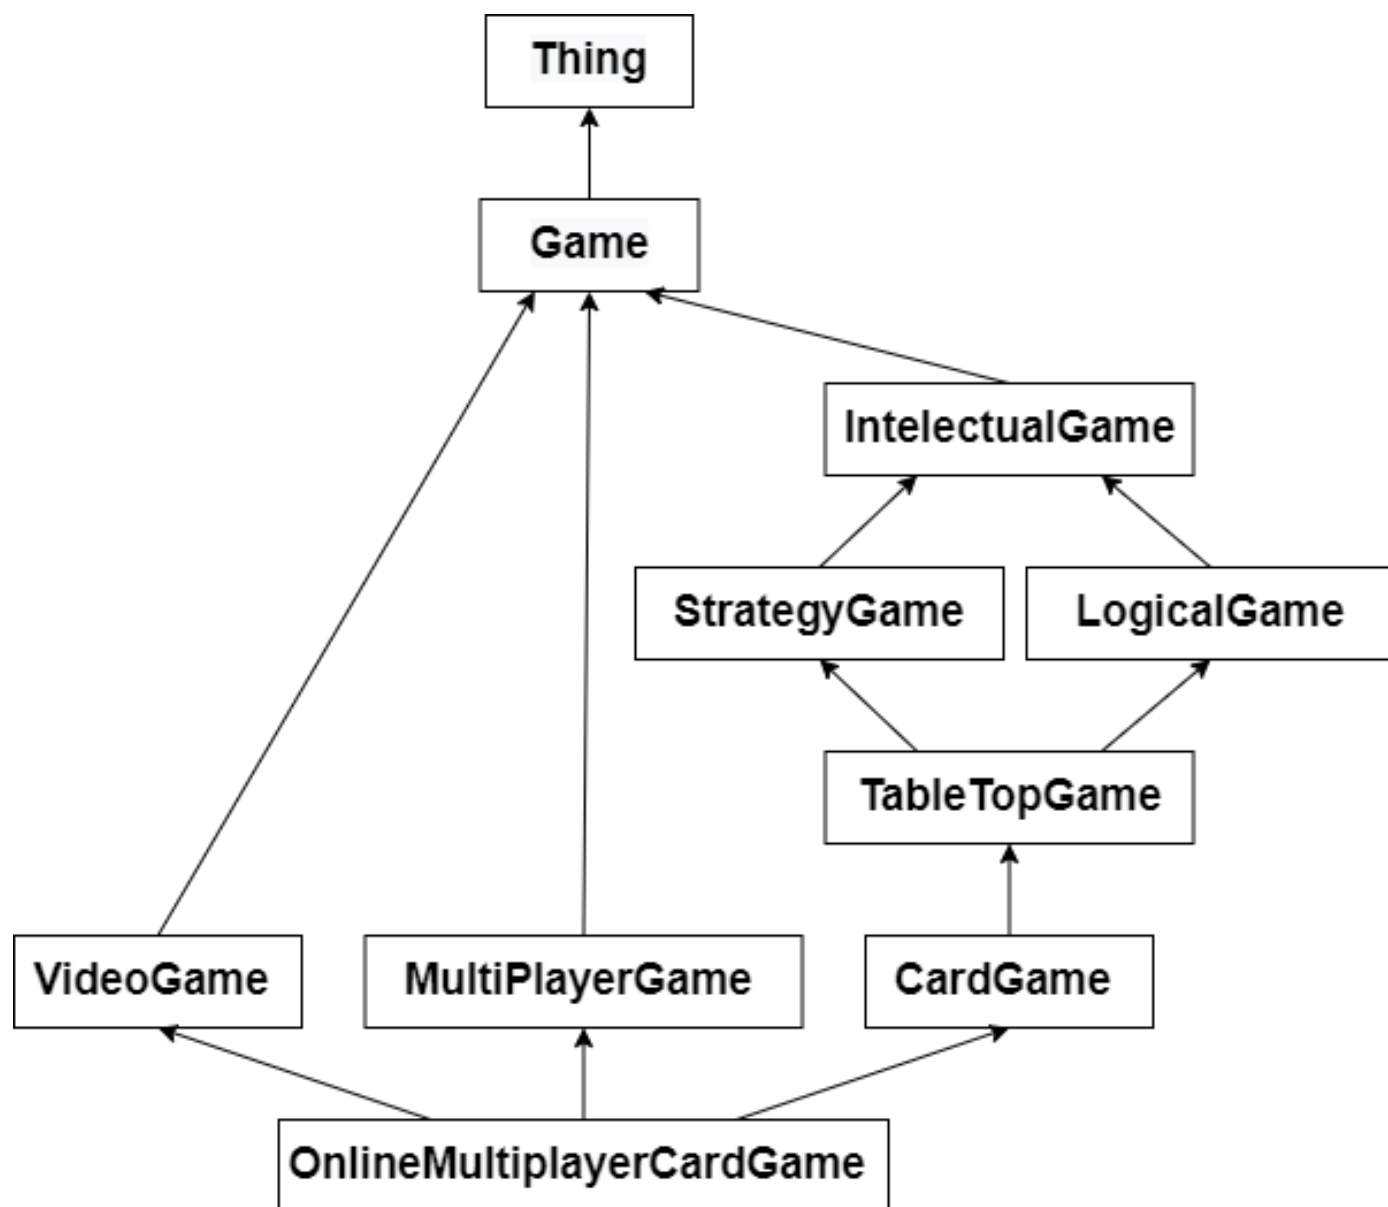 Thing
Game
IntelectualGame
StrategyGame
LogicalGame
TableTopGame
VideoGame
MultiPlayerGame
CardGame
OnlineMultiplayerCardGame